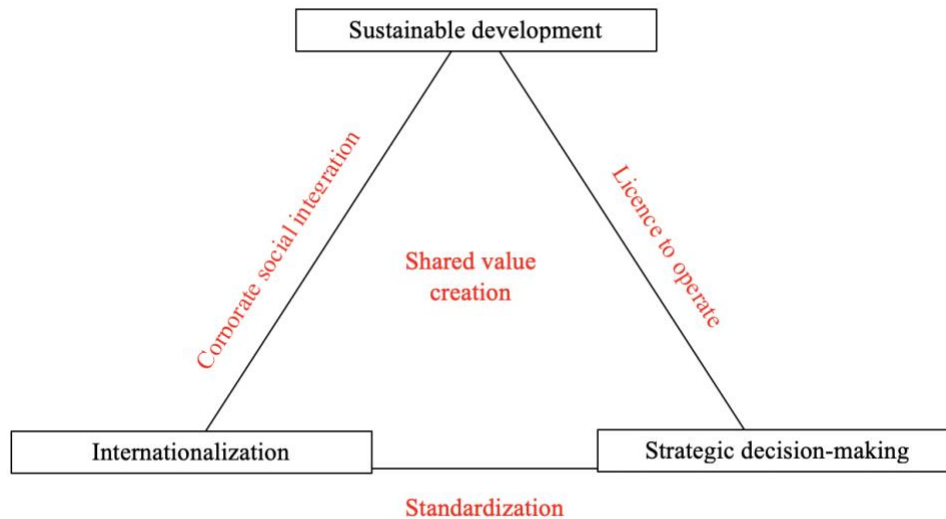 Sustainable development
Corporate social integration
Licence to operate
Shared value
creation
Internationalization
Strategic decision-making
Standardization